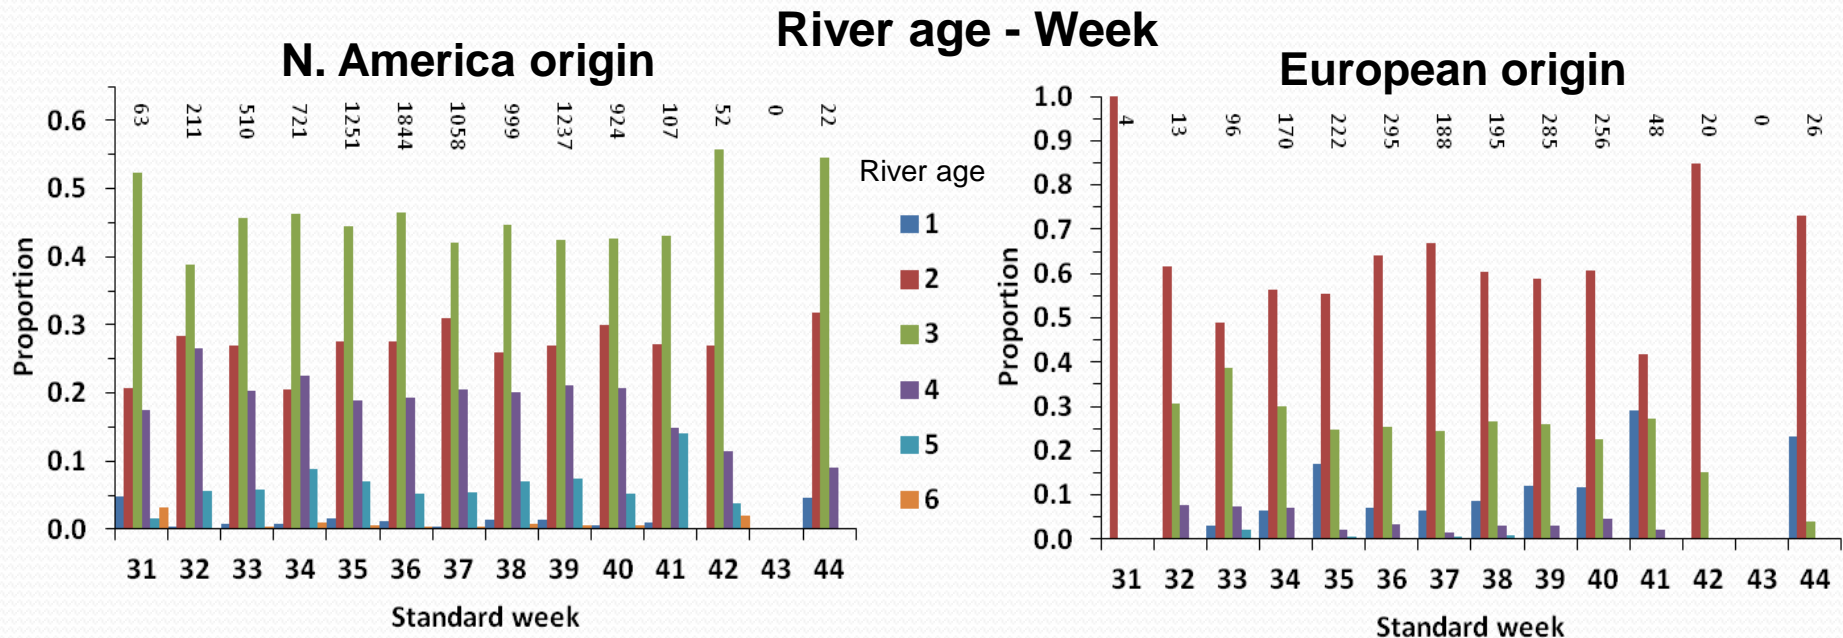 River age - Week
N. America origin
63 211 510 721 1251 1844 1058 999 1237 924 107 52 0 22
0.6
0.5
0.4
0.3
0.2
0.1
0.0
Proportion
31 32 33 34 35 36 37 38 39 40 41 42 43 44
Standard week
River age
1
2
3
4
5
6
European origin
4 13 96 170 222 295 188 195 285 256 48 20 0 26
1.0
0.9
0.8
0.7
0.6
0.5
0.4
0.3
0.2
0.1
0.0
Proportion
31 32 33 34 35 36 37 38 39 40 41 42 43 44
Standard week